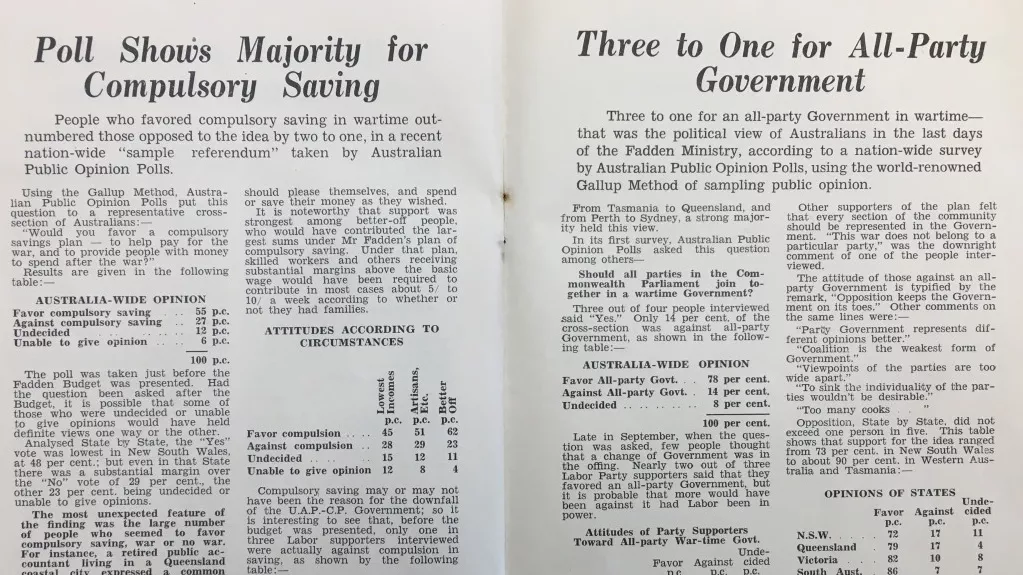 Poll Shows Majority for
Compulsory Saving
People who favored compulsory saving in wartime out-
numbered those opposed to the idea by two to one, in a recent
nation-wide “sample referendum” taken by Australian
Public Opinion Polls.
Using the Gallup Method, Austra-
lian Public Opinion Polls put this
question to a representative cross-
section of Australians:—
“Would you favor a compulsory
savings plan — to help pay for the
war, and to provide people with money
to spend after the war?”
Results are given in the following
table:—
AUSTRALIA-WIDE OPINION
Favor compulsory saving . . 55 p.c.
Against compulsory saving . . 27 p.c.
Undecided . . . . . . 12 p.c.
Unable to give opinion . . . . 6 p.c.
100 p.c.
The poll was taken just before the
Fadden Budget was presented. Had
the question been asked after the
Budget, it is possible that some of
those who were undecided or unable
to give opinions would have held
definite views one way or the other.
Analysed State by State, the “Yes”
vote was lowest in New South Wales,
at 48 per cent.; but even in that State
there was a substantial margin over
the “No” vote of 29 per cent., the
other 23 per cent. being undecided or
unable to give opinions.
The most unexpected feature of
the finding was the large number
of people who seemed to favor
compulsory saving, war or no war.
For instance, a retired public ac-
countant living in a Queensland
coastal city expressed a common
should please themselves, and spend
or save their money as they wished.
It is noteworthy that support was
strongest among better-off people,
who would have contributed the lar-
gest sums under Mr Fadden's plan of
compulsory saving. Under that plan,
skilled workers and others receiving
substantial margins above the basic
wage would have been required to
contribute in most cases about 5/ to
10/ a week according to whether or
not they had families.
ATTITUDES ACCORDING TO
CIRCUMSTANCES
Lowest Incomes Artisans, Etc. Better Off
p.c. p.c. p.c.
Favor compulsion . . . . 45 51 62
Against compulsion . . 28 29 23
Undecided . . . . . . 15 12 11
Unable to give opinion 12 8 4
Compulsory saving may or may not
have been the reason for the downfall
of the U.A.P.-C.P. Government; so it
is interesting to see that, before the
budget was presented, only one in
three Labor supporters interviewed
were actually against compulsion in
saving, as shown by the following
table:—
Three to One for All-Party
Government
Three to one for an all-party Government in wartime—
that was the political view of Australians in the last days
of the Fadden Ministry, according to a nation-wide survey
by Australian Public Opinion Polls, using the world-renowned
Gallup Method of sampling public opinion.
From Tasmania to Queensland, and
from Perth to Sydney, a strong major-
ity held this view.
In its first survey, Australian Public
Opinion Polls asked this question
among others—
Should all parties in the Com-
monwealth Parliament join to-
gether in a wartime Government?
Three out of four people interviewed
said “Yes.” Only 14 per cent. of the
cross-section was against all-party
Government, as shown in the follow-
ing table:—
AUSTRALIA-WIDE OPINION
Favor All-party Govt. . . 78 per cent.
Against All-party Govt. . 14 per cent.
Undecided . . . . . . . . 8 per cent.
100 per cent.
Late in September, when the ques-
tion was asked, few people thought
that a change of Government was in
the offing. Nearly two out of three
Labor Party supporters said that they
favored an all-party Government, but
it is probable that more would have
been against it had Labor been in
power.
Attitudes of Party Supporters
Toward All-party War-time Govt.
Unde-
Favor Against cided
p.c. p.c. p.c.
Other supporters of the plan felt
that every section of the community
should be represented in the Govern-
ment. “This war does not belong to a
particular party,” was the downright
comment of one of the people inter-
viewed.
The attitude of those against an all-
party Government is typified by the
remark, “Opposition keeps the Govern-
ment on its toes.” Other comments on
the same lines were:—
“Party Government represents dif-
ferent opinions better.”
“Coalition is the weakest form of
Government.”
“Viewpoints of the parties are too
wide apart.”
“To sink the individuality of the par-
ties wouldn't be desirable.”
“Too many cooks . . ”
Opposition, State by State, did not
exceed one person in five. This table
shows that support for the idea ranged
from 73 per cent. in New South Wales
to about 90 per cent. in Western Aus-
tralia and Tasmania:—
OPINIONS OF STATES
Unde-
Favor Against cided
p.c. p.c. p.c.
N.S.W. . . 72 17 11
Queensland . 79 17 4
Victoria . . 82 10 8
South Aust. . 86 7 7